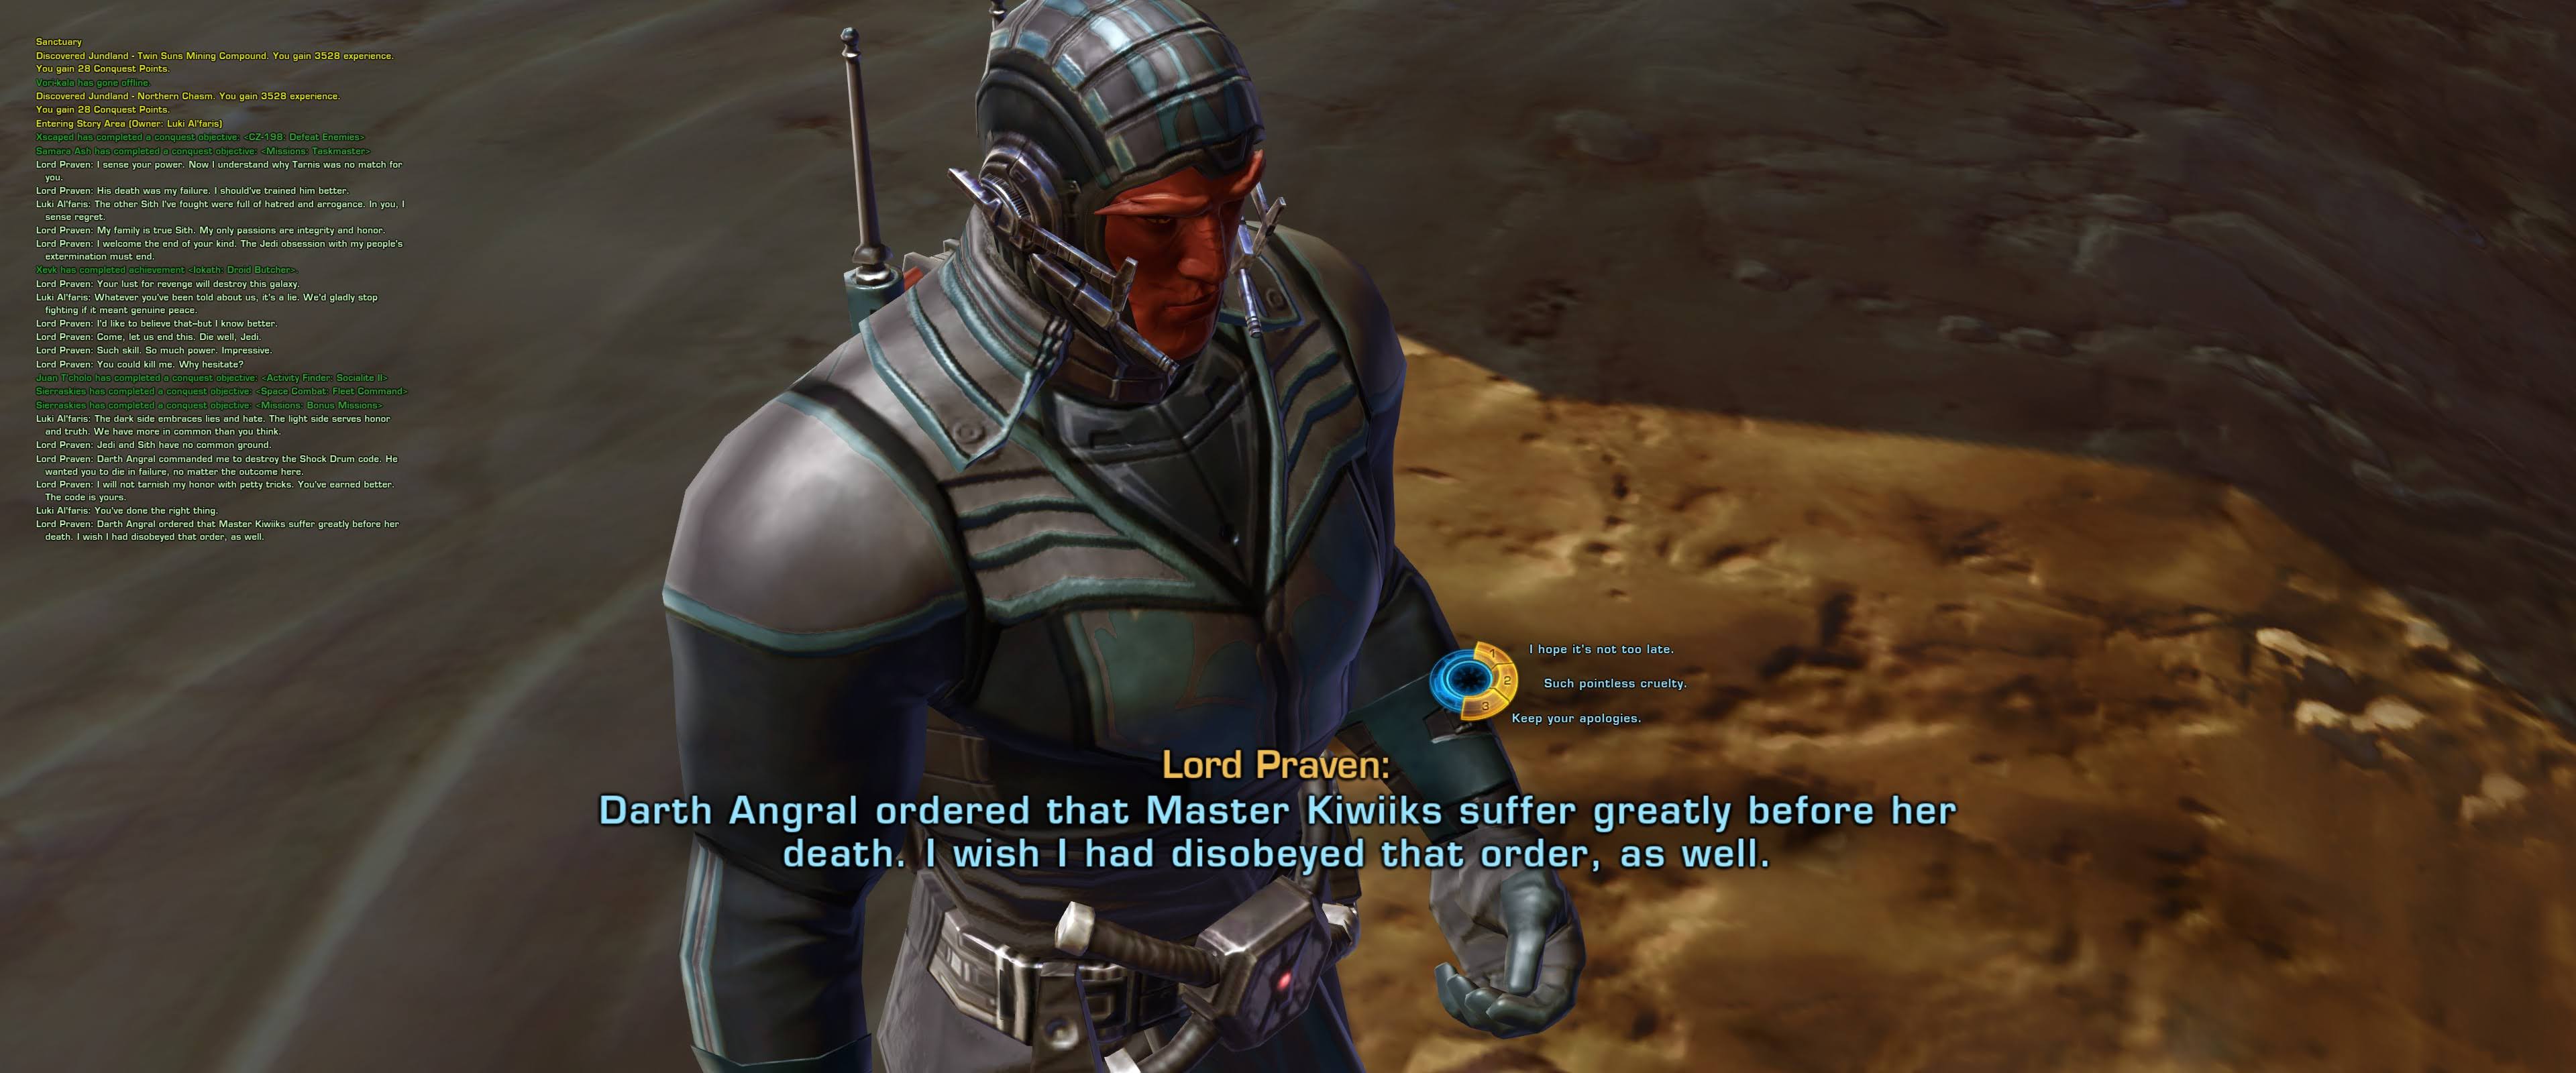 Sanctuary
Discovered Jundland - Twin Suns Mining Compound. You gain 3528 experience.
You gain 28 Conquest Points.
Vori-kala has gone offline.
Discovered Jundland - Northern Chasm. You gain 3528 experience.
You gain 28 Conquest Points.
Entering Story Area (Owner: Luki Al'faris)
Xscaped has completed a conquest objective: <CZ-198: Defeat Enemies>
Samara Ash has completed a conquest objective: <Missions: Taskmaster>
Lord Praven: I sense your power. Now I understand why Tarnis was no match for
you.
Lord Praven: His death was my failure. I should've trained him better.
Luki Al'faris: The other Sith I've fought were full of hatred and arrogance. In you, I
sense regret.
Lord Praven: My family is true Sith. My only passions are integrity and honor.
Lord Praven: I welcome the end of your kind. The Jedi obsession with my people's
extermination must end.
Xevk has completed achievement <Iokath: Droid Butcher>.
Lord Praven: Your lust for revenge will destroy this galaxy.
Luki Al'faris: Whatever you've been told about us, it's a lie. We'd gladly stop
fighting if it meant genuine peace.
Lord Praven: I'd like to believe that–but I know better.
Lord Praven: Come, let us end this. Die well, Jedi.
Lord Praven: Such skill. So much power. Impressive.
Lord Praven: You could kill me. Why hesitate?
Juan T'cholo has completed a conquest objective: <Activity Finder: Socialite II>
Sierraskies has completed a conquest objective: <Space Combat: Fleet Command>
Sierraskies has completed a conquest objective: <Missions: Bonus Missions>
Luki Al'faris: The dark side embraces lies and hate. The light side serves honor
and truth. We have more in common than you think.
Lord Praven: Jedi and Sith have no common ground.
Lord Praven: Darth Angral commanded me to destroy the Shock Drum code. He
wanted you to die in failure, no matter the outcome here.
Lord Praven: I will not tarnish my honor with petty tricks. You've earned better.
The code is yours.
Luki Al'faris: You've done the right thing.
Lord Praven: Darth Angral ordered that Master Kiwiiks suffer greatly before her
death. I wish I had disobeyed that order, as well.
1 I hope it's not too late.
2 Such pointless cruelty.
3 Keep your apologies.
Lord Praven:
Darth Angral ordered that Master Kiwiiks suffer greatly before her
death. I wish I had disobeyed that order, as well.